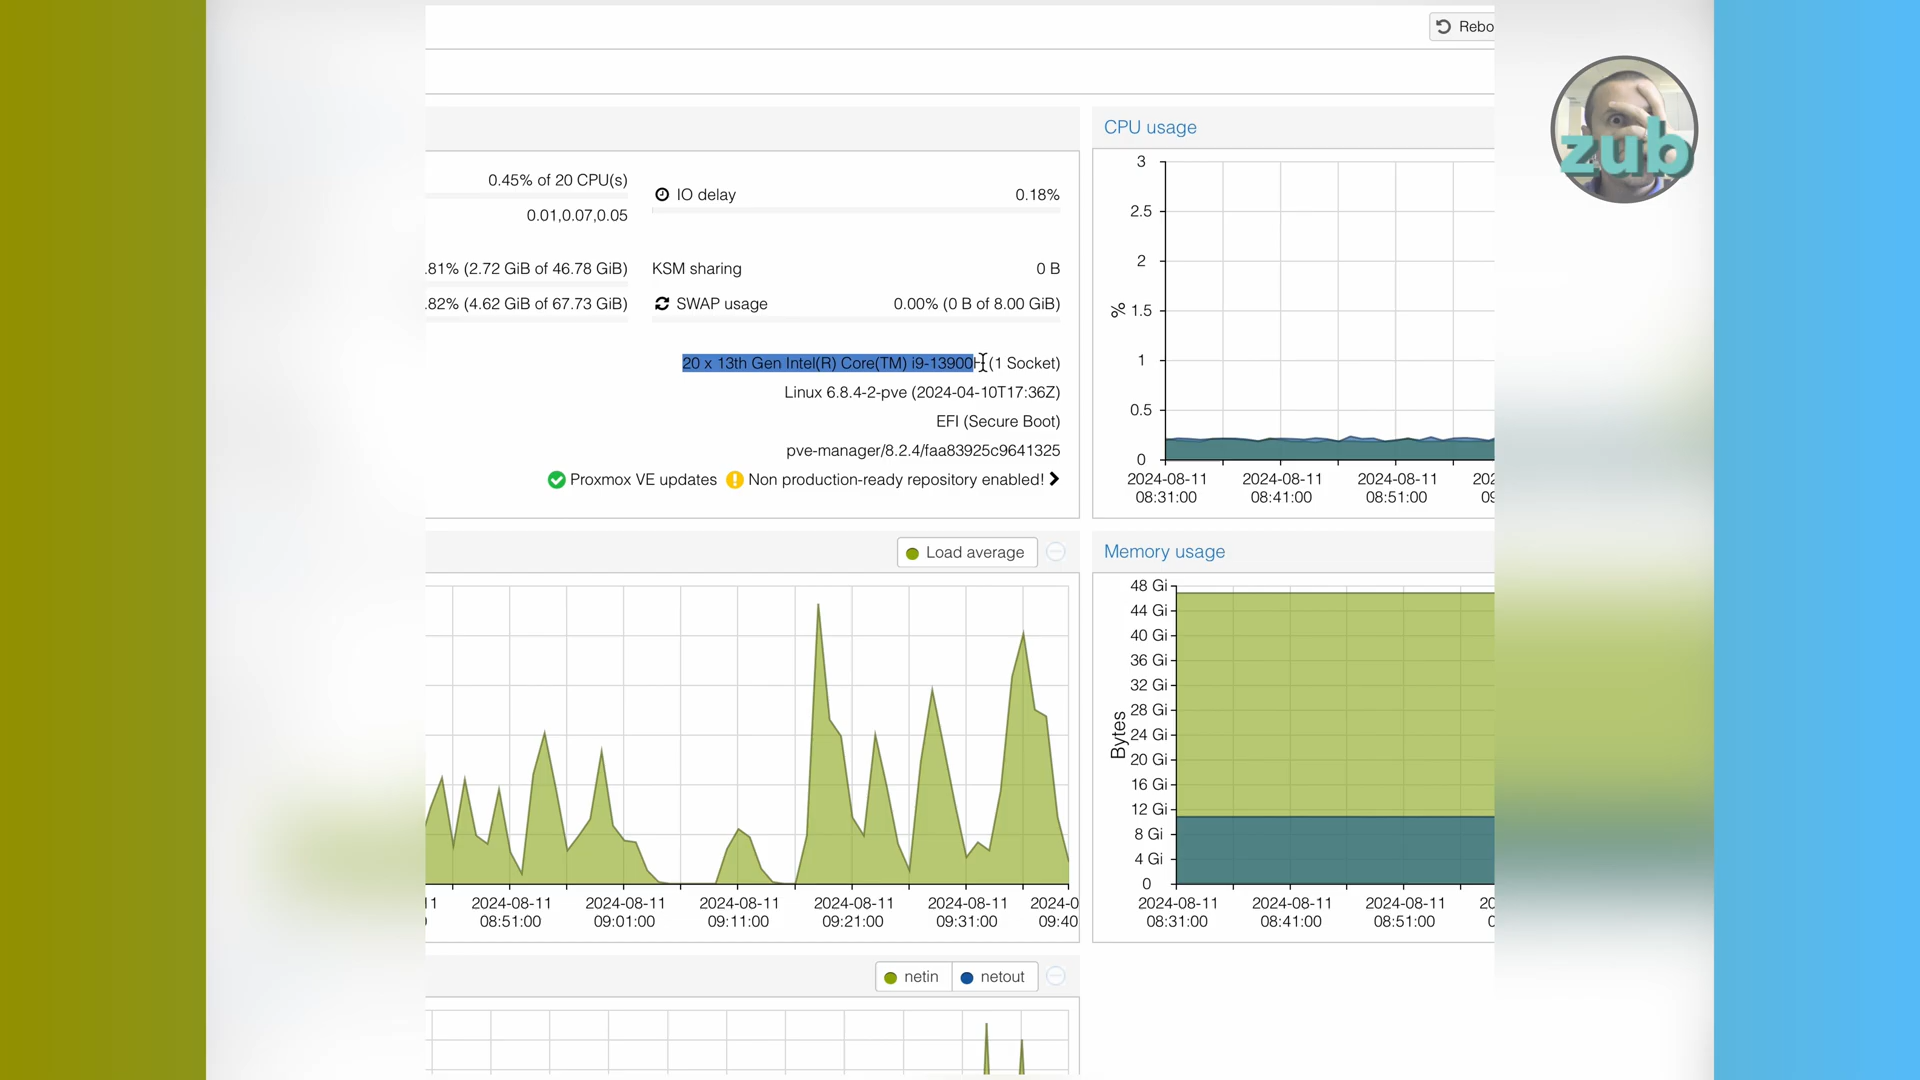 Rebo
zub
CPU usage
0.45% of 20 CPU(s)
IO delay
0.18%
0.01,0.07,0.05
.81% (2.72 GiB of 46.78 GiB)
KSM sharing
0 B
.82% (4.62 GiB of 67.73 GiB)
SWAP usage
0.00% (0 B of 8.00 GiB)
20 x 13th Gen Intel(R) Core(TM) i9-13900H (1 Socket)
Linux 6.8.4-2-pve (2024-04-10T17:36Z)
EFI (Secure Boot)
pve-manager/8.2.4/faa83925c9641325
Proxmox VE updates
Non production-ready repository enabled!
3
2.5
2
%
1.5
1
0.5
0
2024-08-11
08:31:00
2024-08-11
08:41:00
2024-08-11
08:51:00
Load average
2024-08-11
08:51:00
2024-08-11
09:01:00
2024-08-11
09:11:00
2024-08-11
09:21:00
2024-08-11
09:31:00
2024-0
09:40
Memory usage
48 Gi
44 Gi
40 Gi
36 Gi
32 Gi
28 Gi
24 Gi
20 Gi
16 Gi
12 Gi
8 Gi
4 Gi
0
Bytes
2024-08-11
08:31:00
2024-08-11
08:41:00
2024-08-11
08:51:00
netin
netout